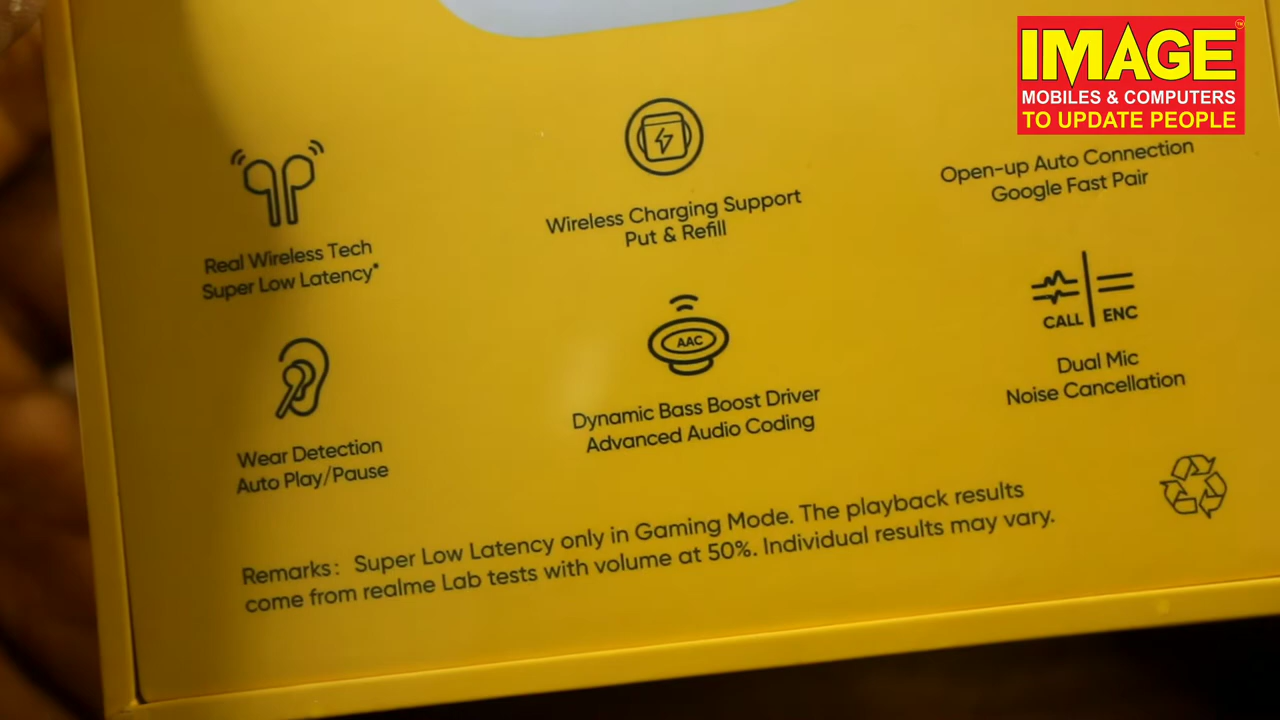 IMAGE™
MOBILES & COMPUTERS
TO UPDATE PEOPLE
Real Wireless Tech
Super Low Latency*
Wireless Charging Support
Put & Refill
Open-up Auto Connection
Google Fast Pair
Wear Detection
Auto Play/Pause
AAC
Dynamic Bass Boost Driver
Advanced Audio Coding
CALL ENC
Dual Mic
Noise Cancellation
Remarks: Super Low Latency only in Gaming Mode. The playback results
come from realme Lab tests with volume at 50%. Individual results may vary.